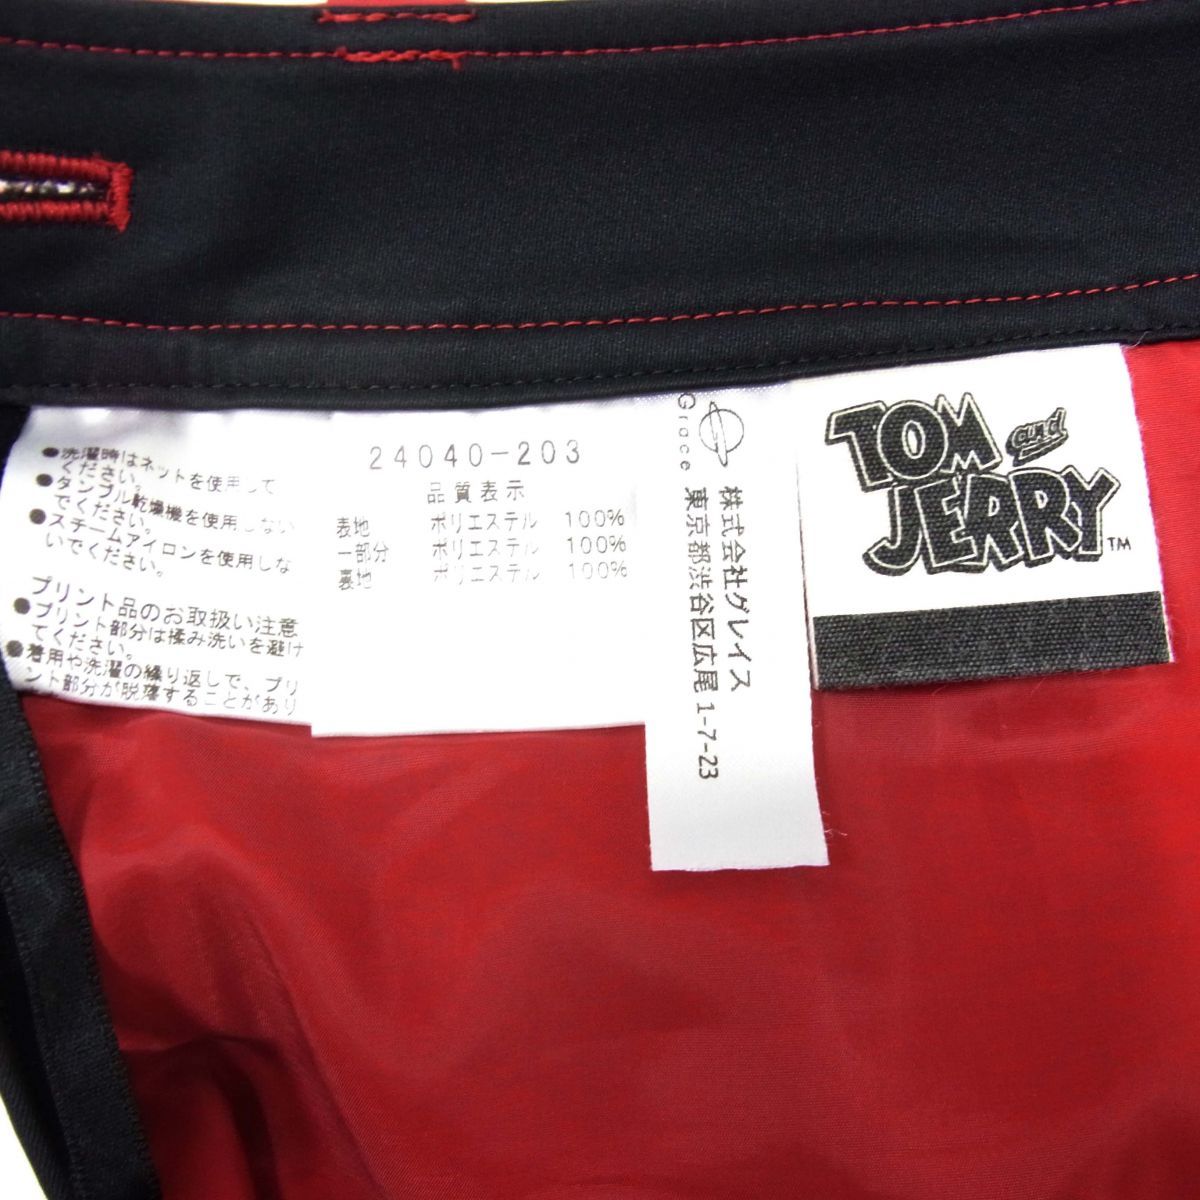 ●洗濯時はネットを使用して
ください。
●タンブル乾燥機を使用しない
でください。
●スチームアイロンを使用しな
いでください。
プリント品のお取扱い注意
●プリント部分は揉み洗いを避け
てください。
●着用や洗濯の繰り返しで、プリ
ント部分が脱落することがあり
24040-203
品質表示
表地 ポリエステル 100%
一部分 ポリエステル 100%
裏地 ポリエステル 100%
Grace
株式会社グレイス
東京都渋谷区広尾1-7-23
TOM
and
JERRY™